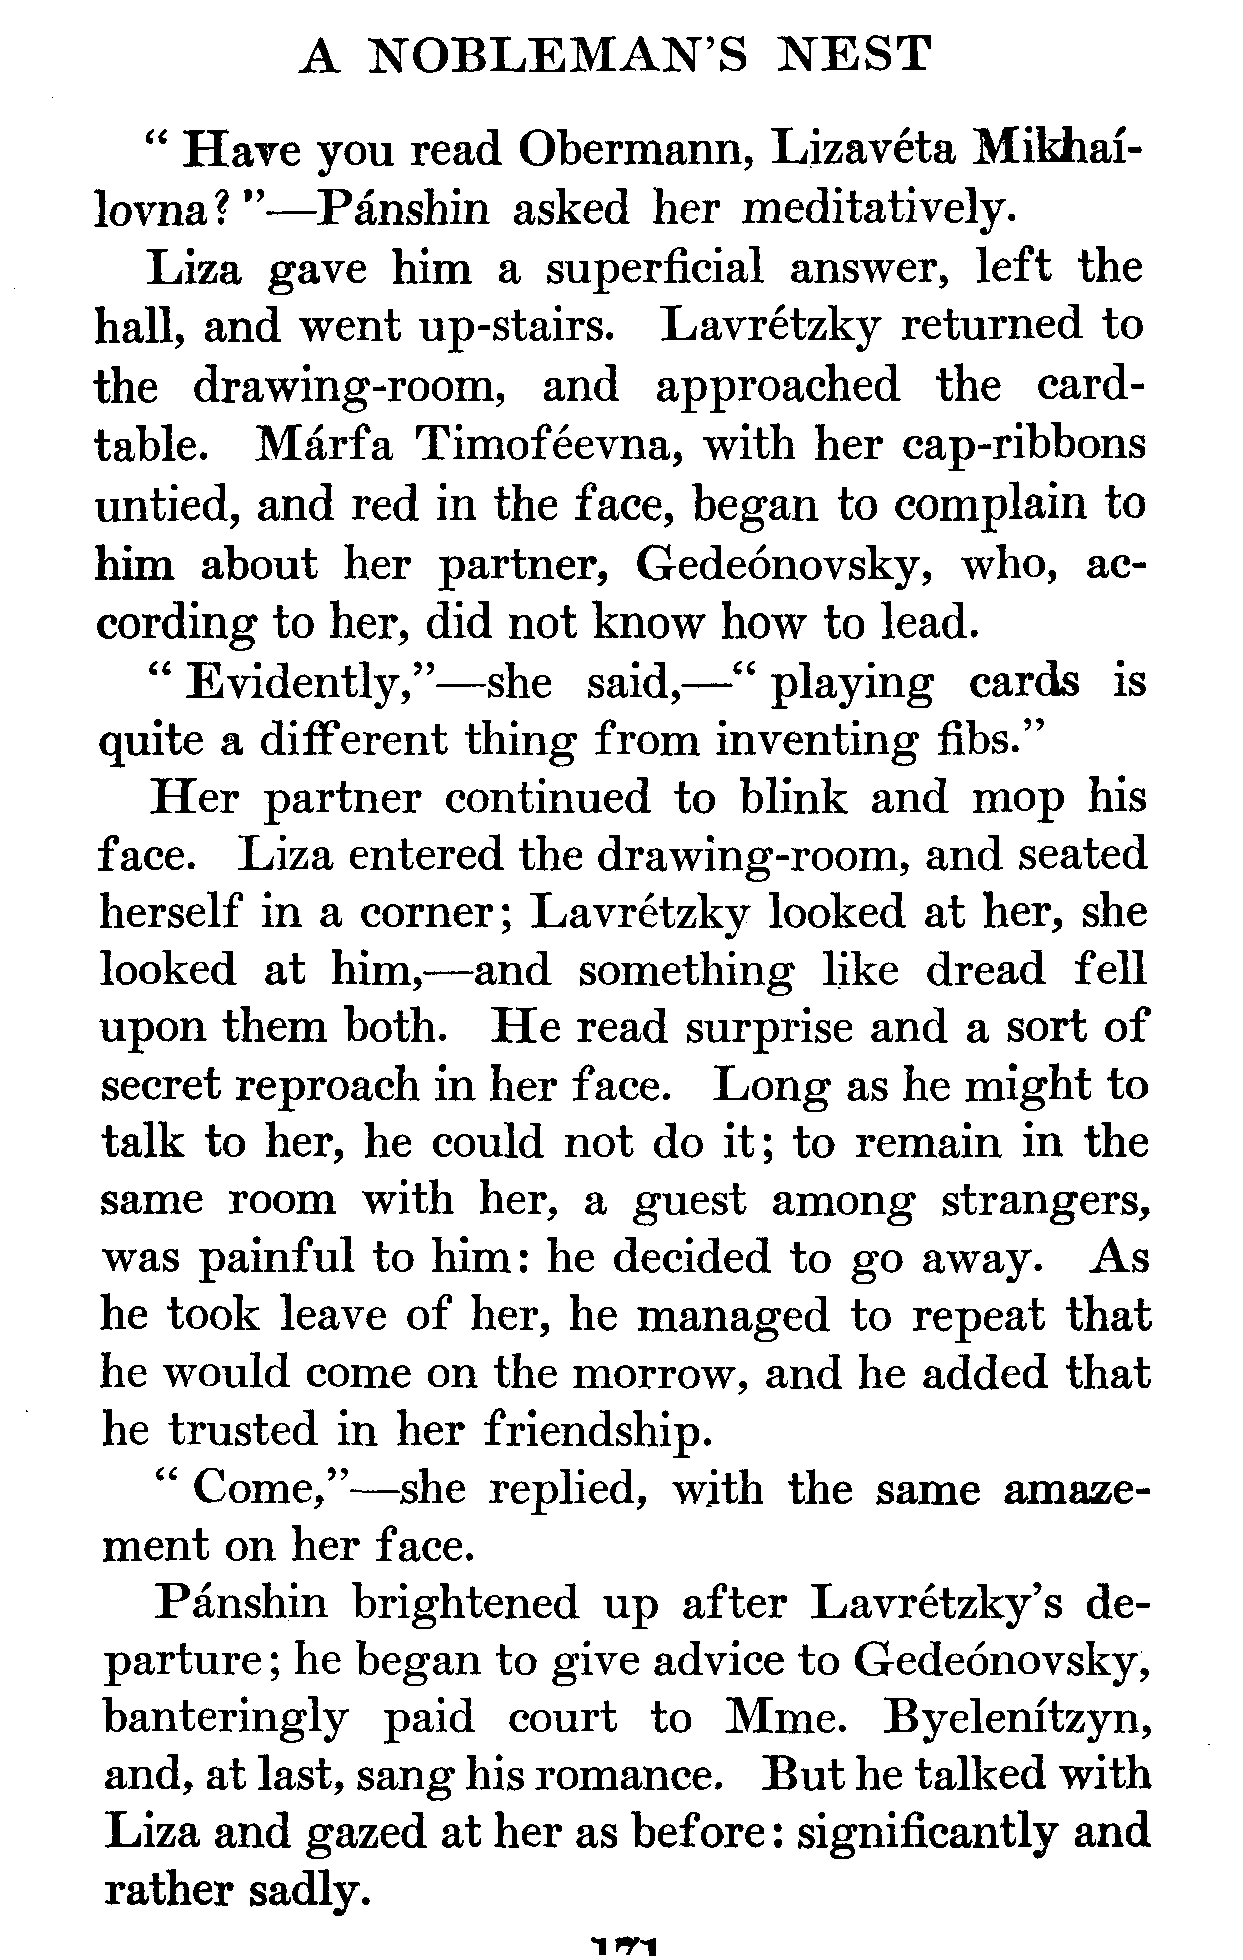 A NOBLEMAN'S NEST
“ Have you read Obermann, Lizavéta Mikhaí-
lovna? ”—Pánshin asked her meditatively.
Liza gave him a superficial answer, left the
hall, and went up-stairs. Lavrétzky returned to
the drawing-room, and approached the card-
table. Márfa Timoféevna, with her cap-ribbons
untied, and red in the face, began to complain to
him about her partner, Gedeónovsky, who, ac-
cording to her, did not know how to lead.
“ Evidently,”—she said,—“ playing cards is
quite a different thing from inventing fibs.”
Her partner continued to blink and mop his
face. Liza entered the drawing-room, and seated
herself in a corner; Lavrétzky looked at her, she
looked at him,—and something like dread fell
upon them both. He read surprise and a sort of
secret reproach in her face. Long as he might to
talk to her, he could not do it; to remain in the
same room with her, a guest among strangers,
was painful to him: he decided to go away. As
he took leave of her, he managed to repeat that
he would come on the morrow, and he added that
he trusted in her friendship.
“ Come,”—she replied, with the same amaze-
ment on her face.
Pánshin brightened up after Lavrétzky's de-
parture; he began to give advice to Gedeónovsky,
banteringly paid court to Mme. Byelenítzyn,
and, at last, sang his romance. But he talked with
Liza and gazed at her as before: significantly and
rather sadly.
171